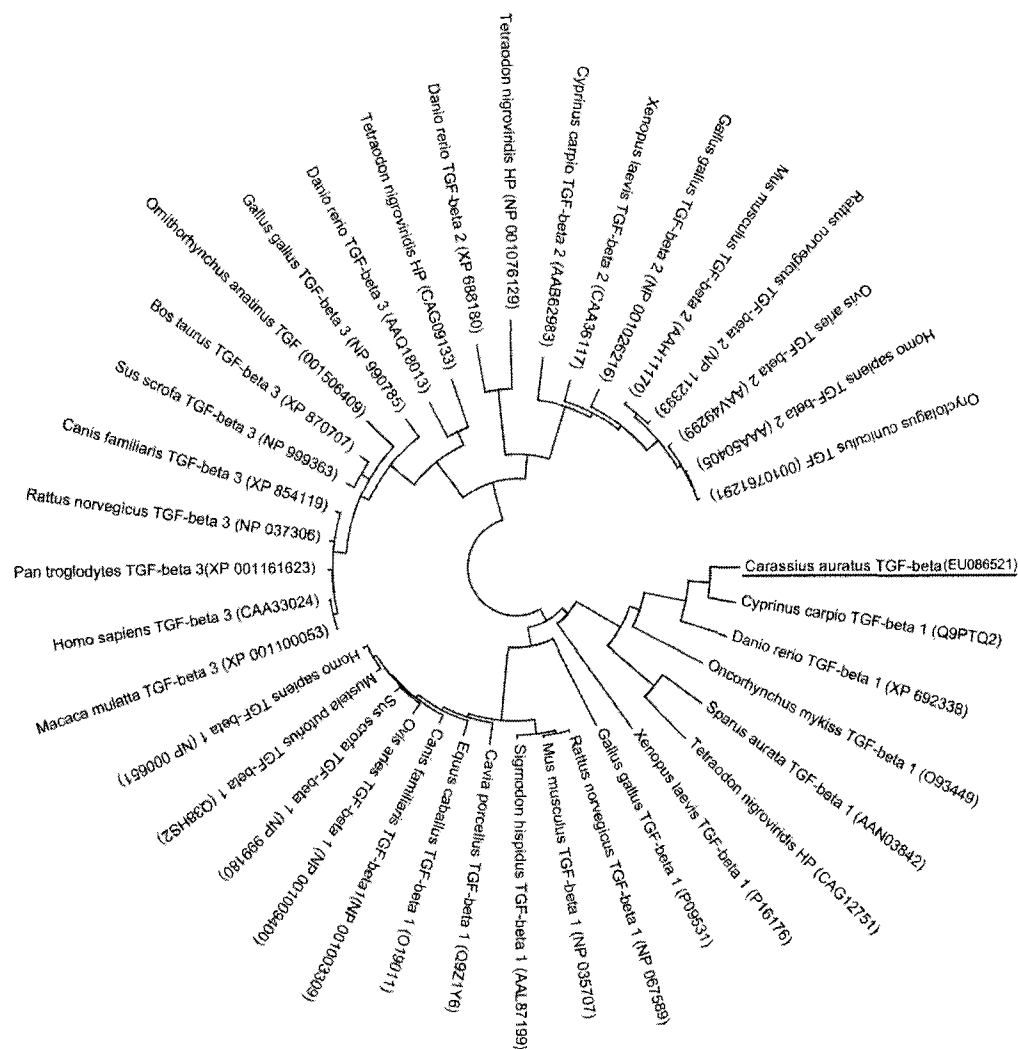 Tetraodon nigroviridis HP (NP 001076129)
Cyprinus carpio TGF-beta 2 (AAB62983)
Xenopus laevis TGF-beta 2 (CAA36117)
Gallus gallus TGF-beta 2 (NP 001026216)
Mus musculus TGF-beta 2 (AAH11170)
Rattus norvegicus TGF-beta 2 (NP 112393)
Ovis aries TGF-beta 2 (AAV49299)
Homo sapiens TGF-beta 2 (AAA50405)
Oryctolagus cuniculus TGF (001076129)
Carassius auratus TGF-beta(EU086521)
Cyprinus carpio TGF-beta 1 (Q9PTQ2)
Danio rerio TGF-beta 1 (XP 692338)
Oncorhynchus mykiss TGF-beta 1 (O93449)
Sparus aurata TGF-beta 1 (AAN03842)
Tetraodon nigroviridis HP (CAG12751)
Xenopus laevis TGF-beta 1 (P16176)
Gallus gallus TGF-beta 1 (P09531)
Rattus norvegicus TGF-beta 1 (NP 067589)
Mus musculus TGF-beta 1 (NP 035707)
Sigmodon hispidus TGF-beta 1 (AAL87199)
Cavia porcellus TGF-beta 1 (Q9Z1Y6)
Equus caballus TGF-beta 1 (O19011)
Canis familiaris TGF-beta1(NP 001003309)
Ovis aries TGF-beta 1 (NP 001009400)
Sus scrofa TGF-beta 1 (NP 999180)
Mustela putorius TGF-beta 1 (Q38HS2)
Homo sapiens TGF-beta 1 (NP 000651)
Macaca mulatta TGF-beta 3 (XP 001100053)
Homo sapiens TGF-beta 3 (CAA33024)
Pan troglodytes TGF-beta 3(XP 001161623)
Rattus norvegicus TGF-beta 3 (NP 037306)
Canis familiaris TGF-beta 3 (XP 854119)
Sus scrofa TGF-beta 3 (NP 999363)
Bos taurus TGF-beta 3 (XP 870707)
Ornithorhynchus anatinus TGF (001506409)
Gallus gallus TGF-beta 3 (NP 990785)
Danio rerio TGF-beta 3 (AAQ18013)
Tetraodon nigroviridis HP (CAG09133)
Danio rerio TGF-beta 2 (XP 688180)